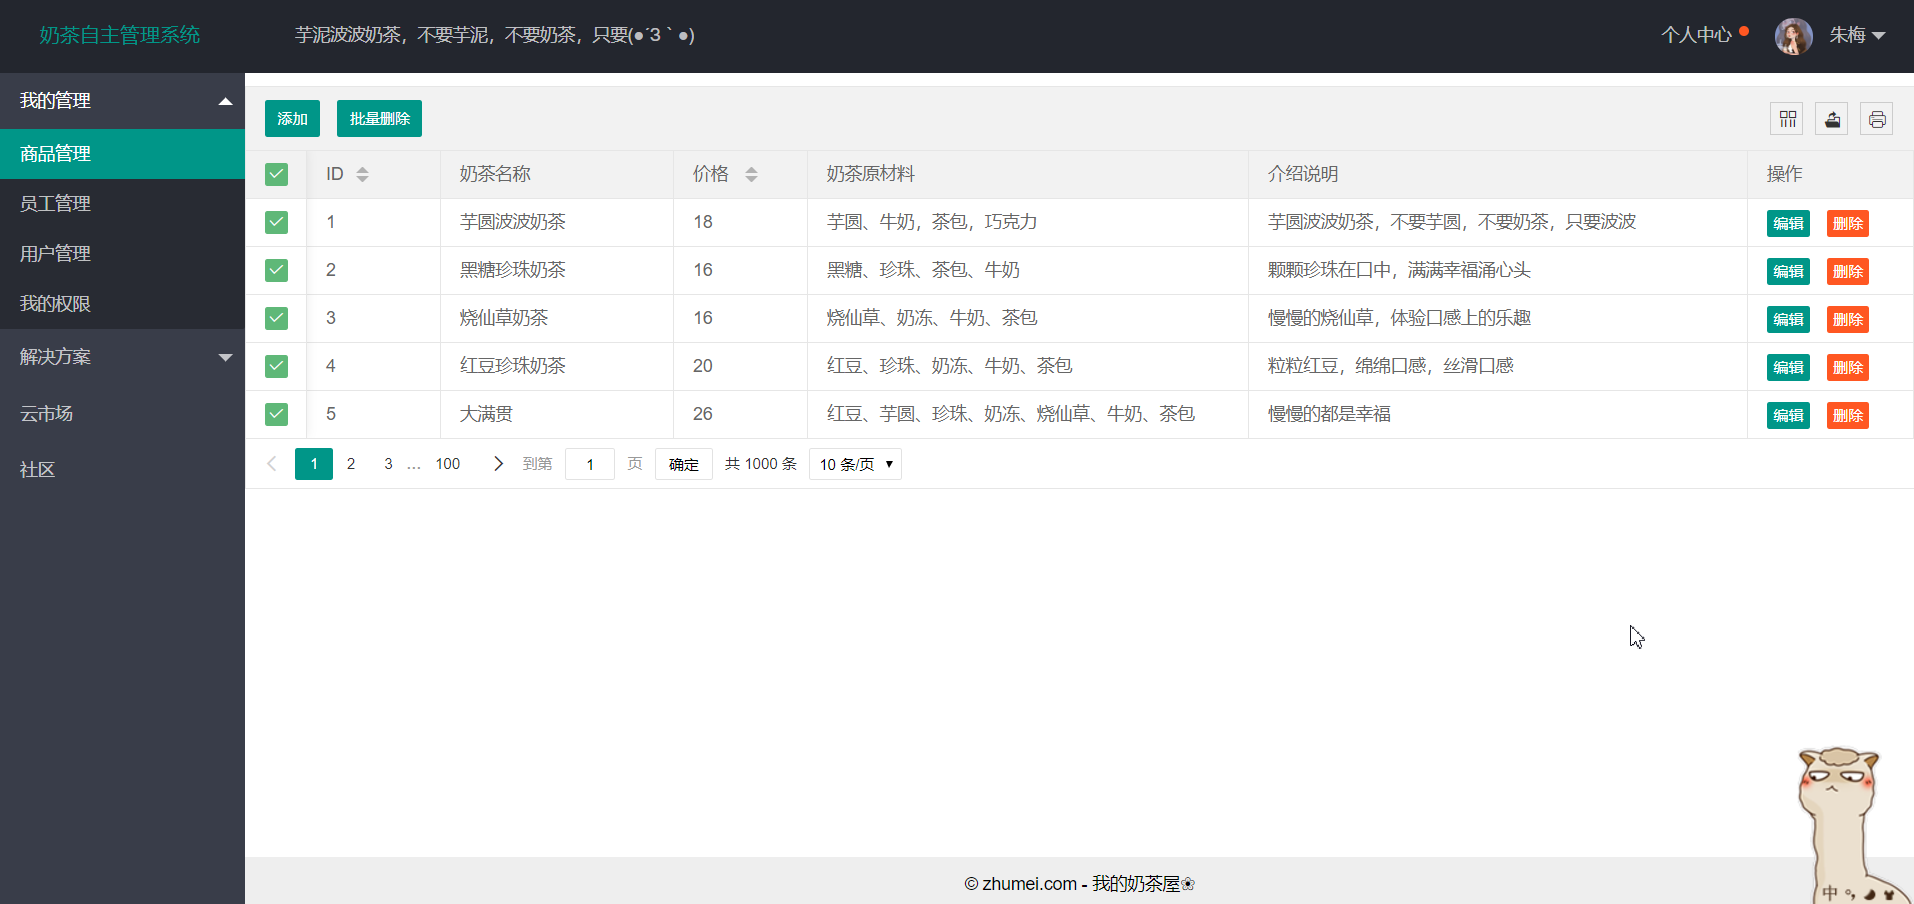 奶茶自主管理系统 芋泥波波奶茶，不要芋泥，不要奶茶，只要(●´3｀●) 个人中心 朱梅
我的管理
商品管理
员工管理
用户管理
我的权限
解决方案
云市场
社区
添加 批量删除
ID 奶茶名称 价格 奶茶原材料 介绍说明 操作
1 芋圆波波奶茶 18 芋圆、牛奶，茶包，巧克力 芋圆波波奶茶，不要芋圆，不要奶茶，只要波波 编辑 删除
2 黑糖珍珠奶茶 16 黑糖、珍珠、茶包、牛奶 颗颗珍珠在口中，满满幸福涌心头 编辑 删除
3 烧仙草奶茶 16 烧仙草、奶冻、牛奶、茶包 慢慢的烧仙草，体验口感上的乐趣 编辑 删除
4 红豆珍珠奶茶 20 红豆、珍珠、奶冻、牛奶、茶包 粒粒红豆，绵绵口感，丝滑口感 编辑 删除
5 大满贯 26 红豆、芋圆、珍珠、奶冻、烧仙草、牛奶、茶包 慢慢的都是幸福 编辑 删除
1 2 3 … 100 到第 1 页 确定 共 1000 条 10 条/页
© zhumei.com - 我的奶茶屋❀
中 °,